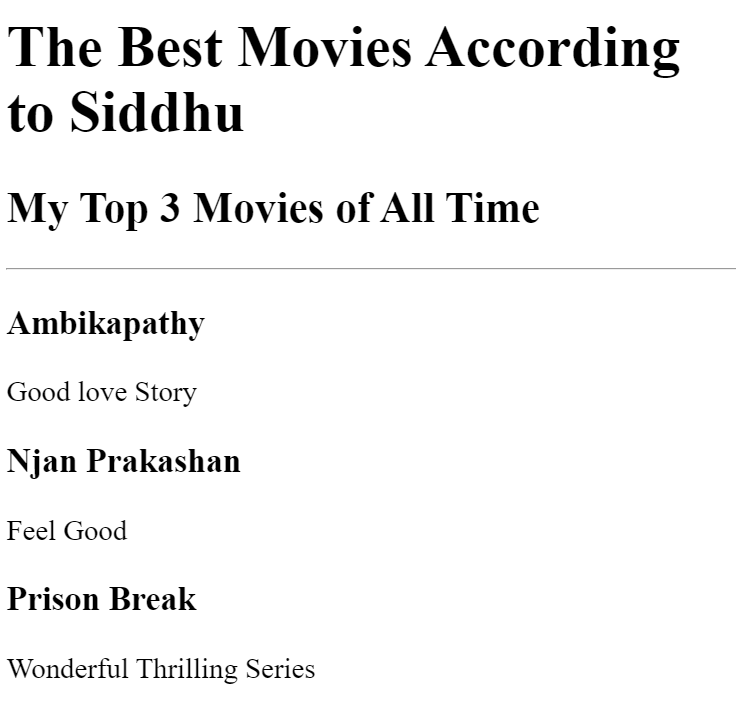 The Best Movies According
to Siddhu
My Top 3 Movies of All Time
Ambikapathy
Good love Story
Njan Prakashan
Feel Good
Prison Break
Wonderful Thrilling Series